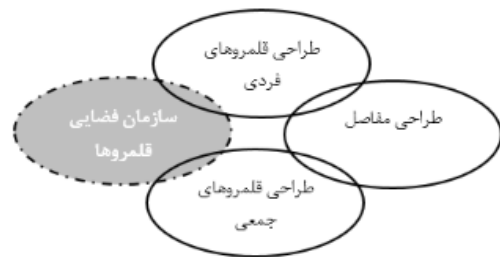 طراحی قلمروهای
فردی
سازمان فضایی
قلمروها
طراحی مفاصل
طراحی قلمروهای
جمعی